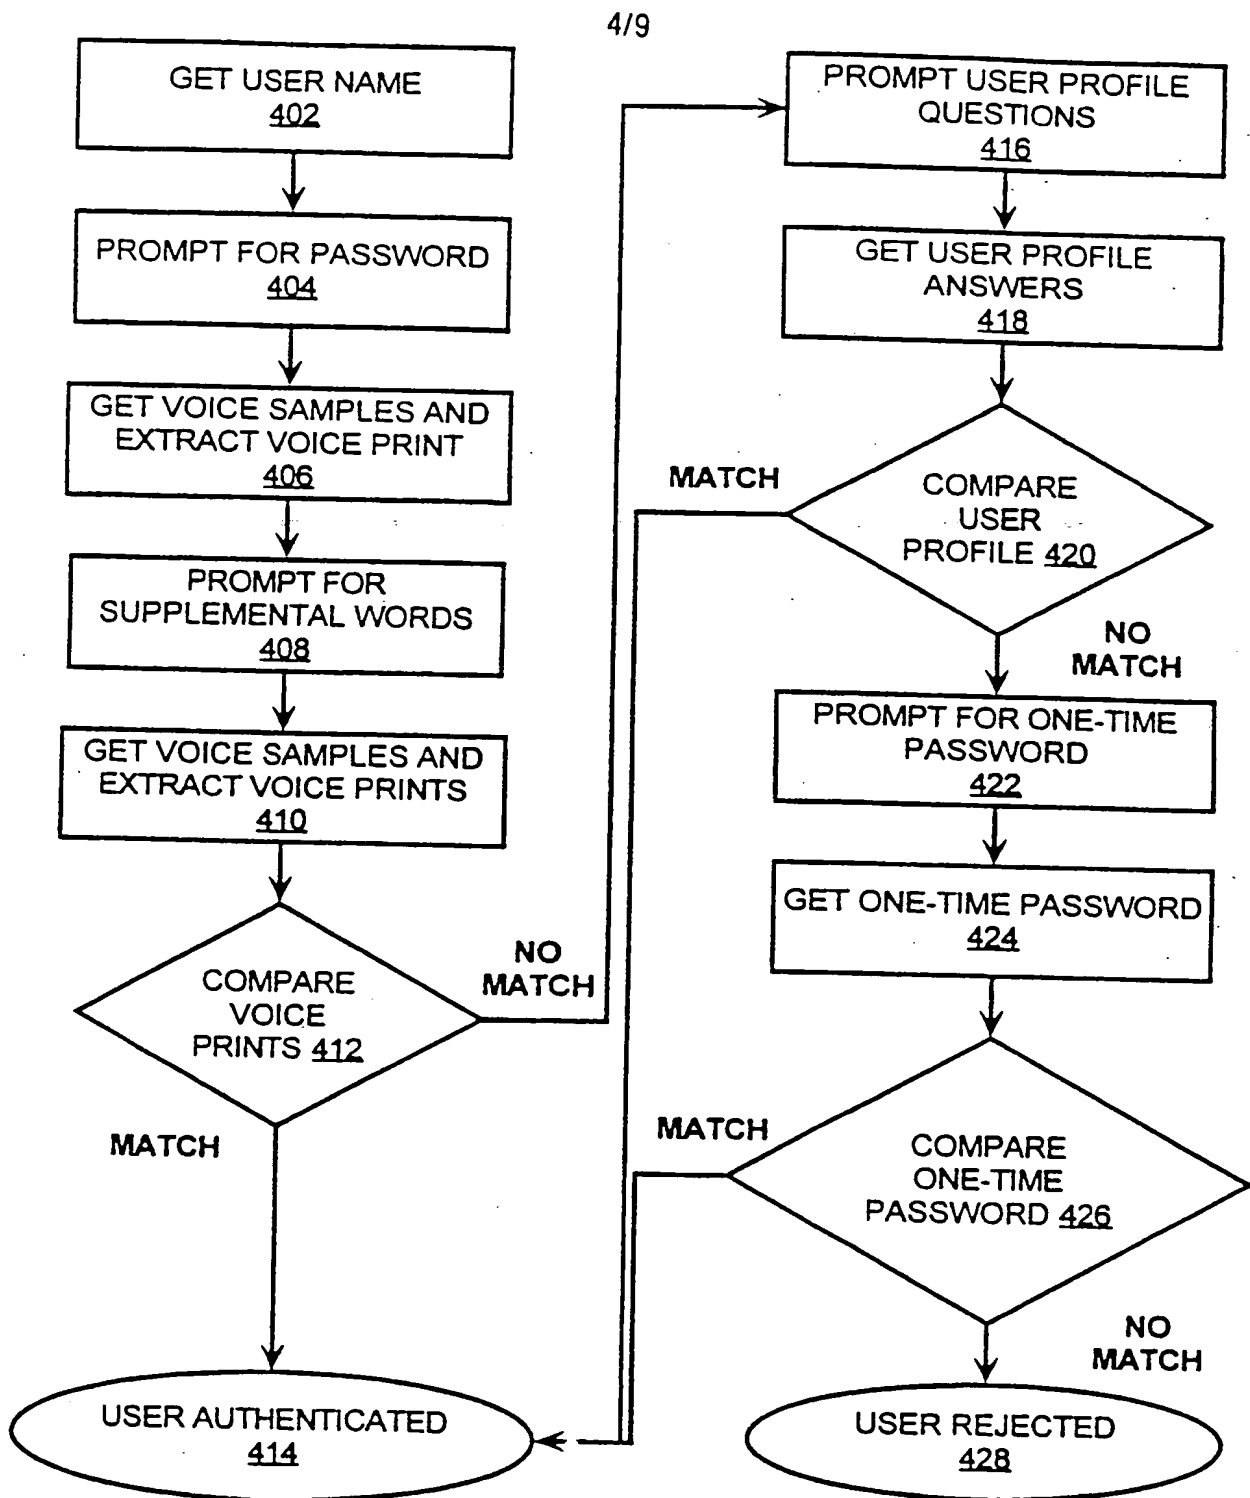 4/9
GET USER NAME
402
PROMPT FOR PASSWORD
404
GET VOICE SAMPLES AND
EXTRACT VOICE PRINT
406
PROMPT FOR
SUPPLEMENTAL WORDS
408
GET VOICE SAMPLES AND
EXTRACT VOICE PRINTS
410
COMPARE
VOICE
PRINTS 412
NO
MATCH
MATCH
USER AUTHENTICATED
414
PROMPT USER PROFILE
QUESTIONS
416
GET USER PROFILE
ANSWERS
418
MATCH
COMPARE
USER
PROFILE 420
NO
MATCH
PROMPT FOR ONE-TIME
PASSWORD
422
GET ONE-TIME PASSWORD
424
MATCH
COMPARE
ONE-TIME
PASSWORD 426
NO
MATCH
USER REJECTED
428